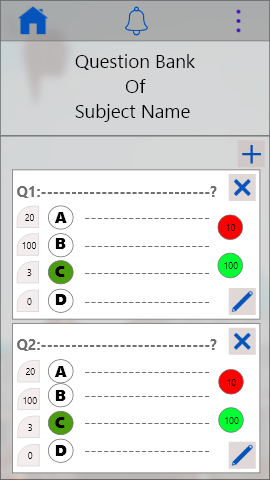 Question Bank
Of
Subject Name
Q1:----------------------------------?
20 A ----------------------
10
100 B ----------------------
3 C ----------------------
100
0 D ----------------------
Q2:----------------------------------?
20 A ----------------------
10
100 B ----------------------
3 C ----------------------
100
0 D ----------------------